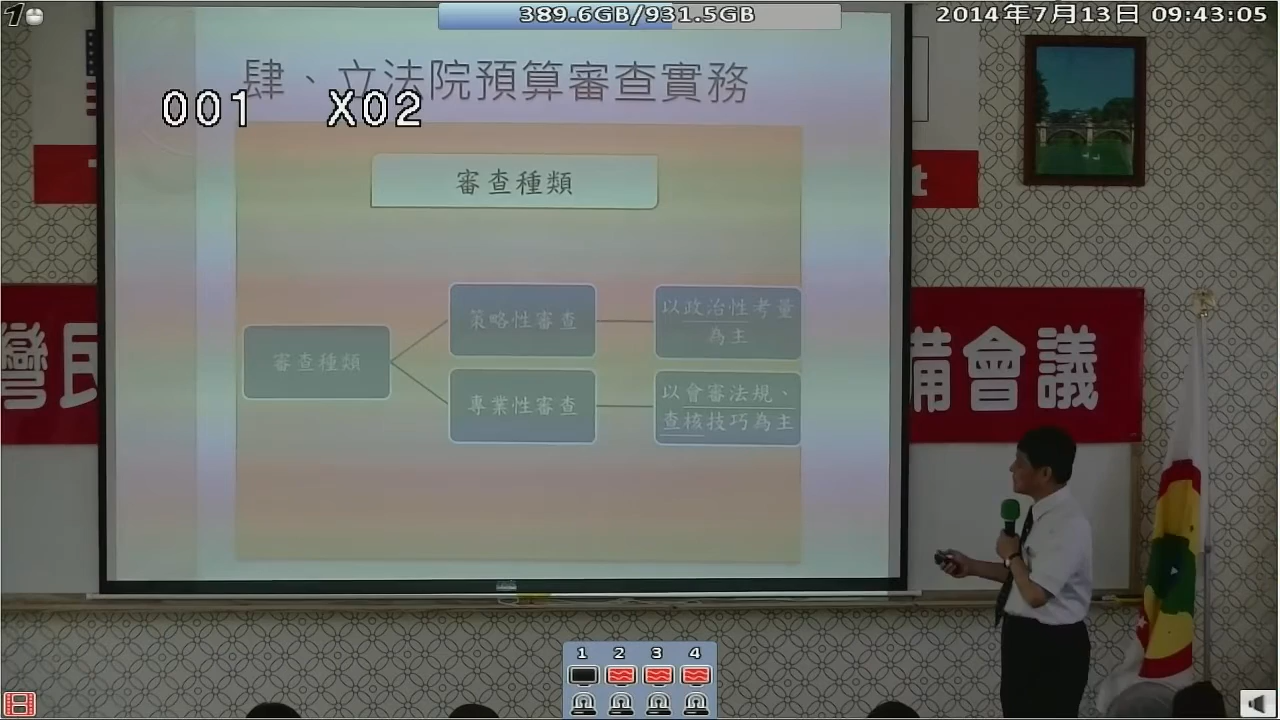 389.6GB/931.5GB
2014年7月13日 09:43:05
1
肆、立法院預算審查實務
001 X02
審查種類
t
策略性審查
以政治性考量
為主
審查種類
專業性審查
以會審法規、
查核技巧為主
灣民
備會議
1 2 3 4